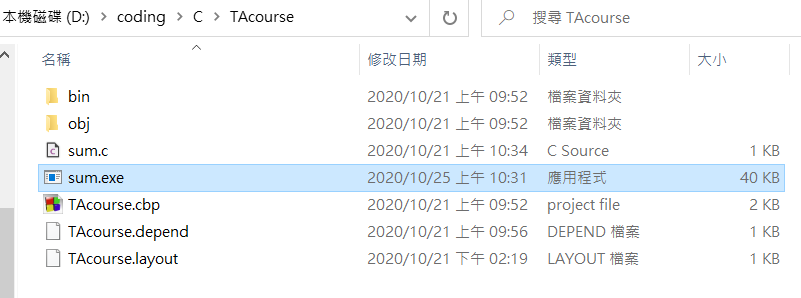 本機磁碟 (D:) > coding > C > TAcourse 搜尋 TAcourse
名稱 修改日期 類型 大小
bin 2020/10/21 上午 09:52 檔案資料夾
obj 2020/10/21 上午 09:52 檔案資料夾
sum.c 2020/10/21 上午 10:34 C Source 1 KB
sum.exe 2020/10/25 上午 10:31 應用程式 40 KB
TAcourse.cbp 2020/10/21 上午 09:52 project file 2 KB
TAcourse.depend 2020/10/21 上午 09:56 DEPEND 檔案 1 KB
TAcourse.layout 2020/10/21 下午 02:19 LAYOUT 檔案 1 KB